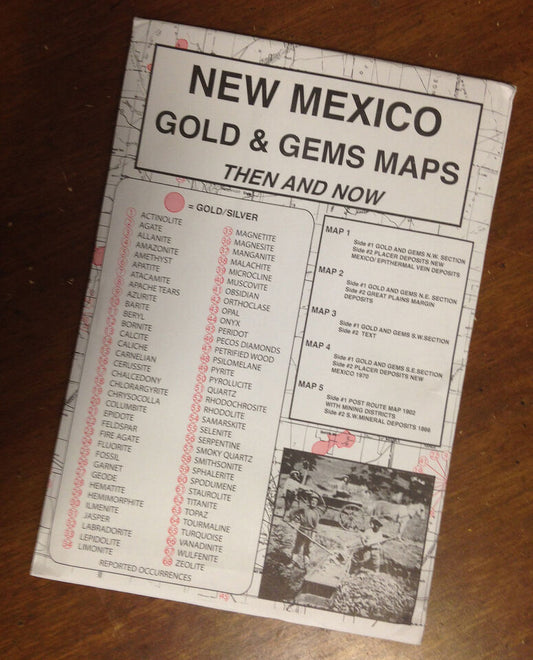 NEW MEXICO
GOLD & GEMS MAPS
THEN AND NOW
= GOLD/SILVER
ACTINOLITE
AGATE
ALLANITE
AMAZONITE
AMETHYST
APATITE
ATACAMITE
APACHE TEARS
AZURITE
BARITE
BERYL
BORNITE
CALCITE
CALICHE
CARNELIAN
CERUSSITE
CHALCEDONY
CHLORARGYRITE
CHRYSOCOLLA
COLUMBITE
EPIDOTE
FELDSPAR
FIRE AGATE
FLUORITE
FOSSIL
GARNET
GEODE
HEMATITE
HEMIMORPHITE
ILMENITE
JASPER
LABRADORITE
LEPIDOLITE
LIMONITE
MAGNETITE
MAGNESITE
MANGANITE
MALACHITE
MICROCLINE
MUSCOVITE
OBSIDIAN
ORTHOCLASE
OPAL
ONYX
PERIDOT
PECOS DIAMONDS
PETRIFIED WOOD
PSILOMELANE
PYRITE
PYROLLICITE
QUARTZ
RHODOCHROSITE
RHODOLITE
SAMARSKITE
SELENITE
SERPENTINE
SMOKY QUARTZ
SMITHSONITE
SPHALERITE
SPODUMENE
STAUROLITE
TITANITE
TOPAZ
TOURMALINE
TURQUOISE
VANADINITE
WULFENITE
ZEOLITE
REPORTED OCCURRENCES
MAP 1
Side #1 GOLD AND GEMS N.W. SECTION
Side #2 PLACER DEPOSITS NEW
MEXICO/ EPITHERMAL VEIN DEPOSITS
MAP 2
Side #1 GOLD AND GEMS N.E. SECTION
Side #2 GREAT PLAINS MARGIN
DEPOSITS
MAP 3
Side #1 GOLD AND GEMS S.W.SECTION
Side #2 TEXT
MAP 4
Side #1 GOLD AND GEMS S.E.SECTION
Side #2 PLACER DEPOSITS NEW
MEXICO 1970
MAP 5
Side #1 POST ROUTE MAP 1902
WITH MINING DISTRICTS
Side #2 S.W.MINERAL DEPOSITS